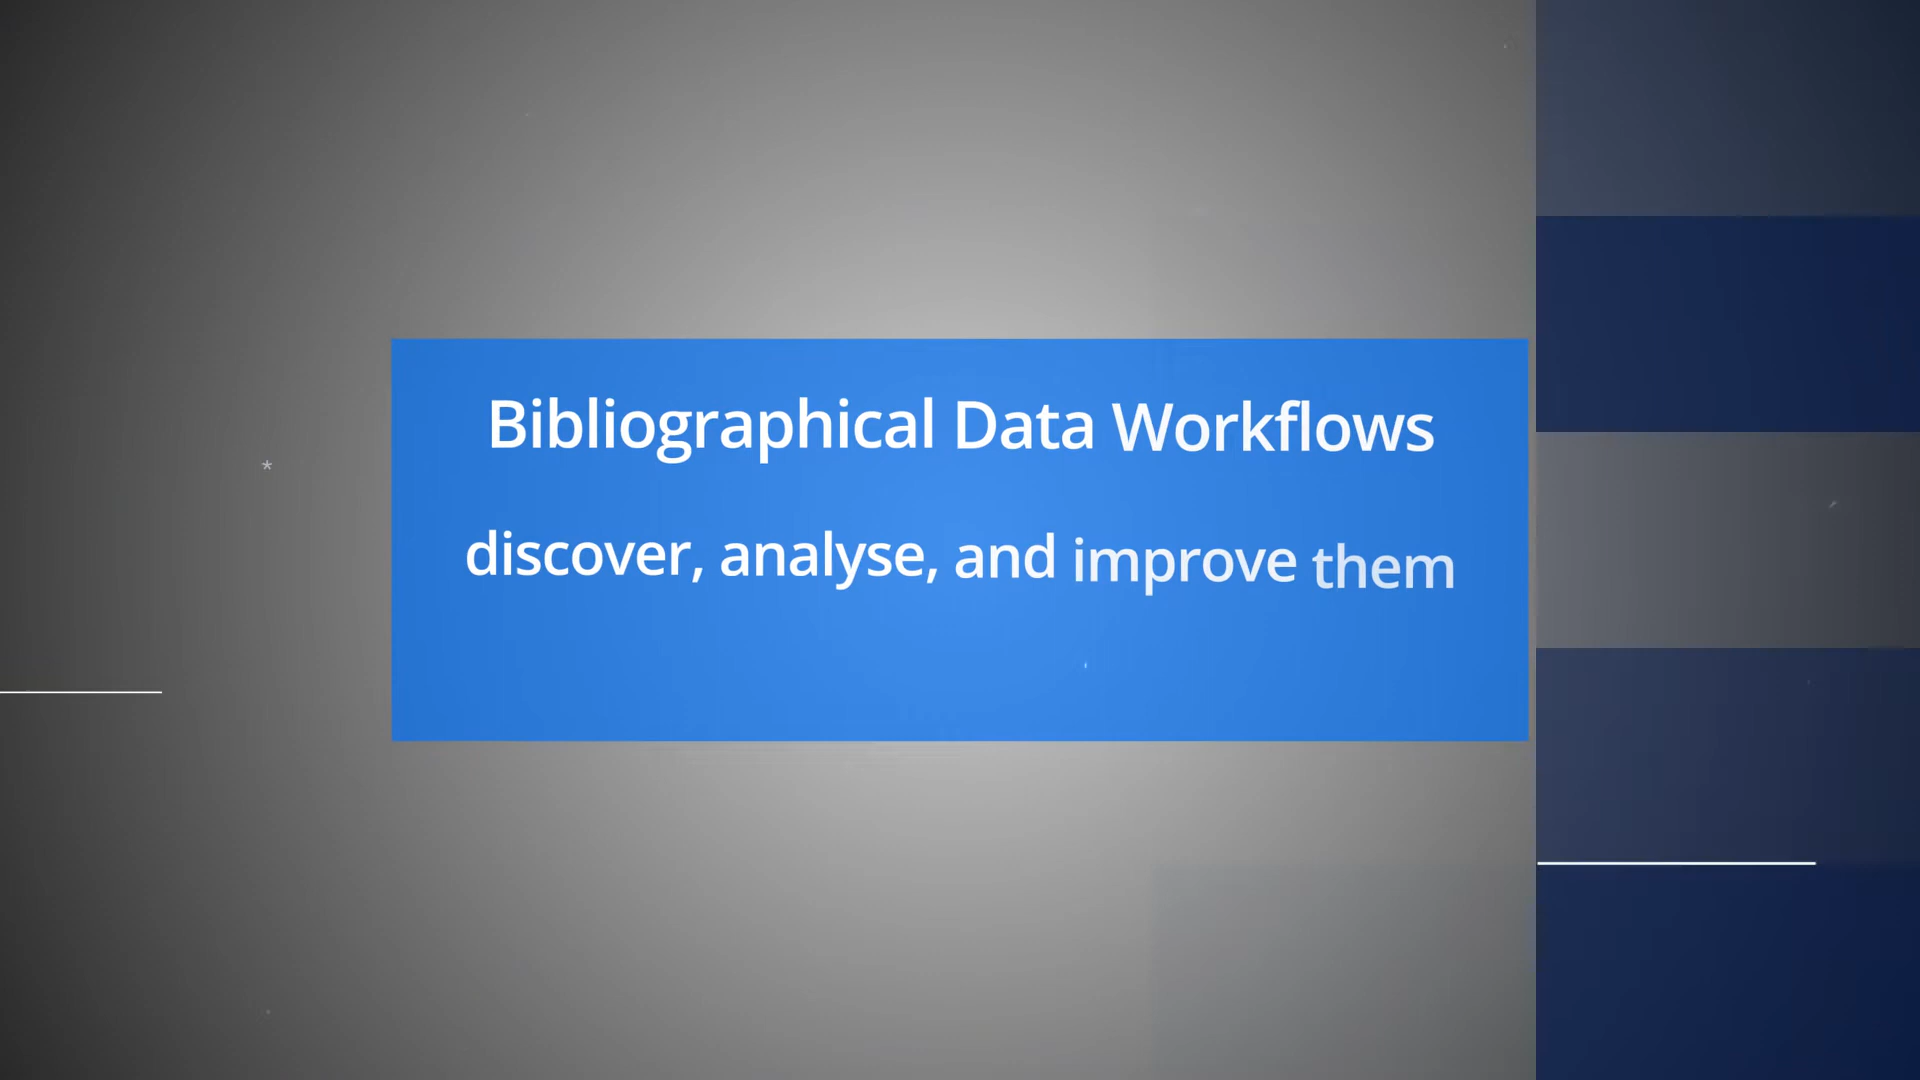 Bibliographical Data Workflows
discover, analyse, and improve them